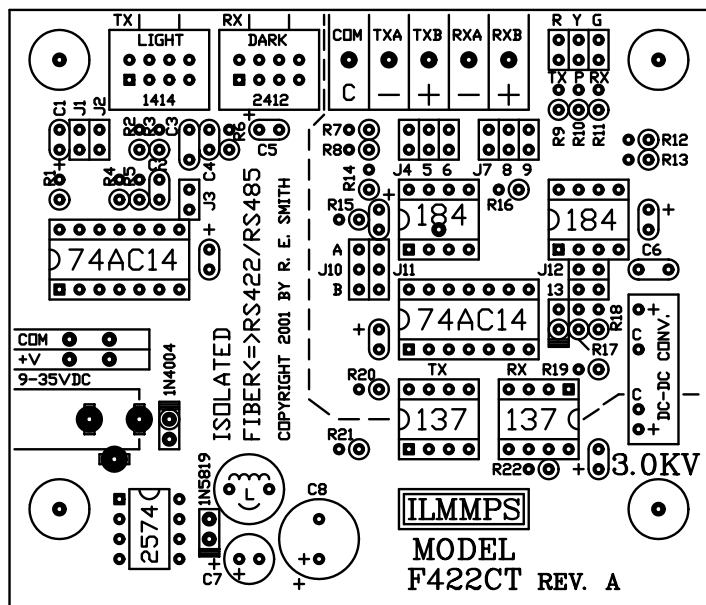 TX RX
LIGHT DARK
1414 2412
COM TXA TXB RXA RXB
C − + − +
R Y G
TX P RX
R9 R10 R11
C1 J1 J2
R2 R3 C3 C4 R6
+ C5
R7
R8
J4 5 6 J7 8 9
R12
R13
+ R1 R4 R5 J3
R14
R15 +
184
R16
184 +
74AC14 +
A
J10 J11
B
J12
13
C6
74AC14
+
R18
R17
COM
+V
9-35VDC
1N4004
ISOLATED
FIBER<=>RS422/RS485
COPYRIGHT 2001 BY R. E. SMITH
+ C DC-DC CONV. C +
TX RX R19
R20
137 137
R21
R22 +
3.0KV
2574
1N5819
L
C8
+ C7 + + +
ILMMPS
MODEL
F422CT REV. A